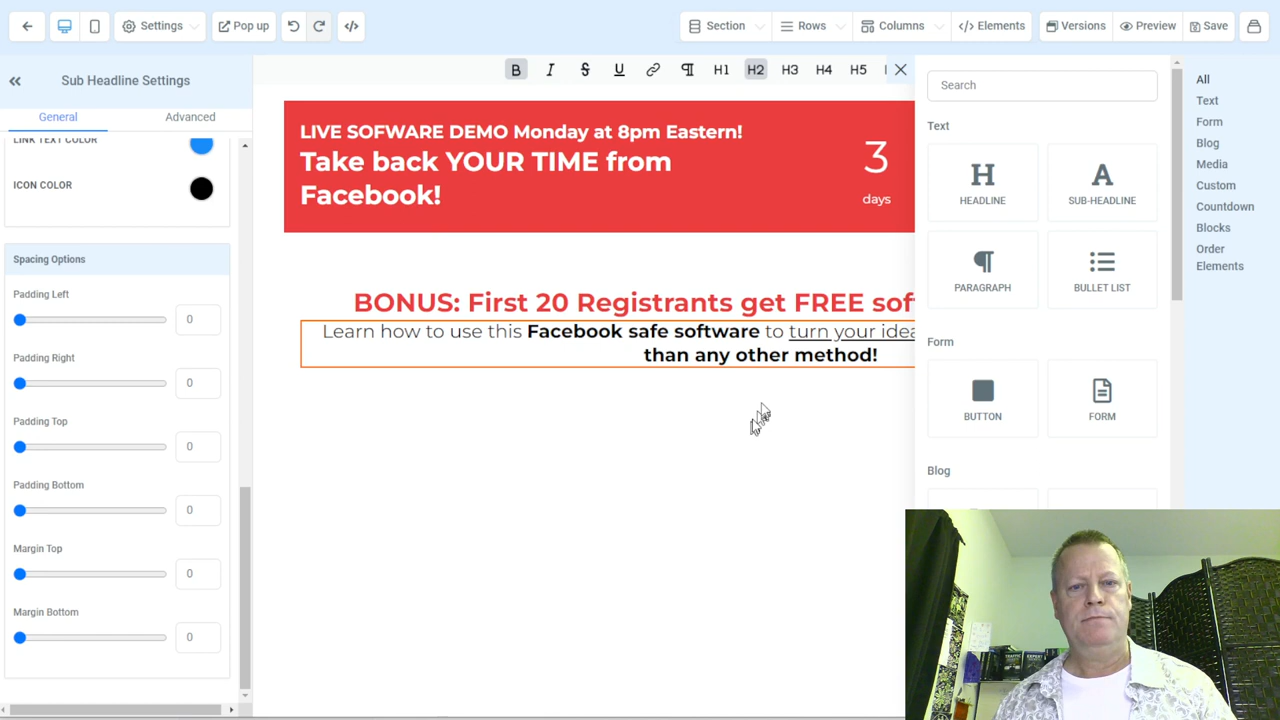 Settings
Pop up
</>
Section
Rows
Columns
</> Elements
Versions
Preview
Save
Sub Headline Settings
General
Advanced
LINK TEXT COLOR
ICON COLOR
Spacing Options
Padding Left
0
Padding Right
0
Padding Top
0
Padding Bottom
0
Margin Top
0
Margin Bottom
0
B I S U ¶ H1 H2 H3 H4 H5
LIVE SOFWARE DEMO Monday at 8pm Eastern!
Take back YOUR TIME from
Facebook!
3
days
BONUS: First 20 Registrants get FREE sof
Learn how to use this Facebook safe software to turn your idea
than any other method!
Search
Text
H
HEADLINE
A
SUB-HEADLINE
¶
PARAGRAPH
BULLET LIST
Form
BUTTON
FORM
Blog
All
Text
Form
Blog
Media
Custom
Countdown
Blocks
Order
Elements